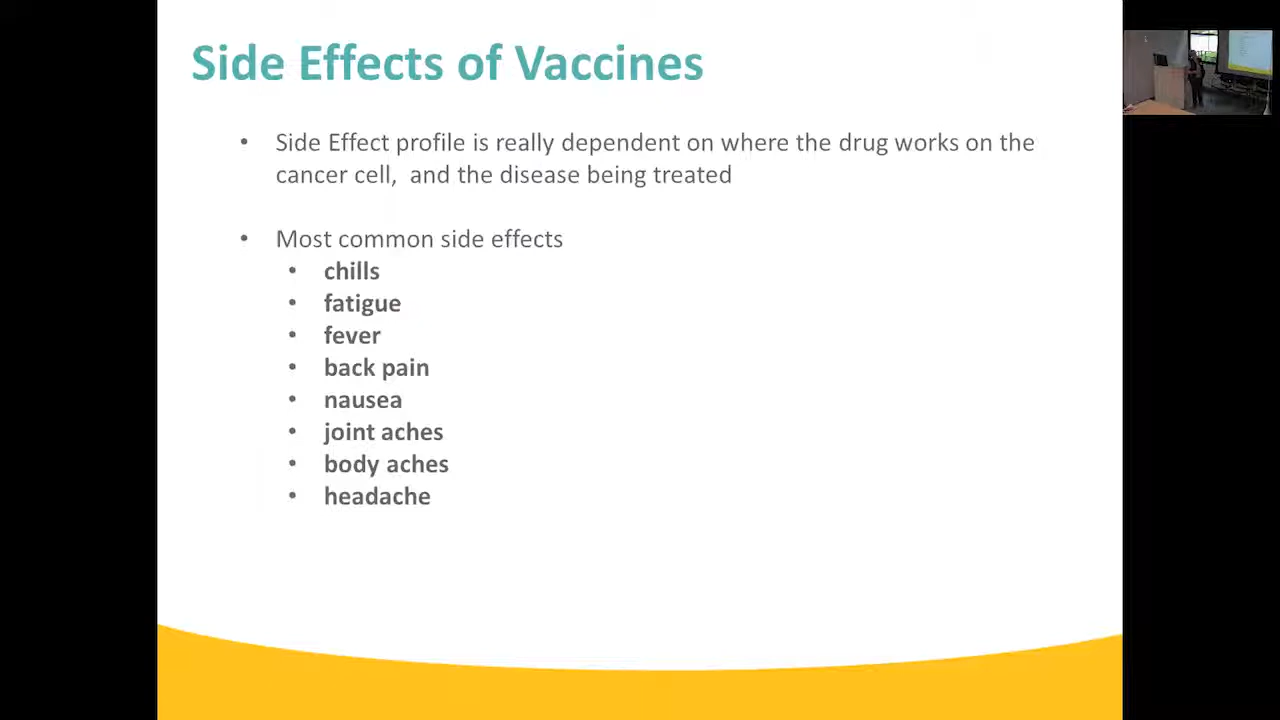 Side Effects of Vaccines
• Side Effect profile is really dependent on where the drug works on the
cancer cell,  and the disease being treated
• Most common side effects
• chills
• fatigue
• fever
• back pain
• nausea
• joint aches
• body aches
• headache